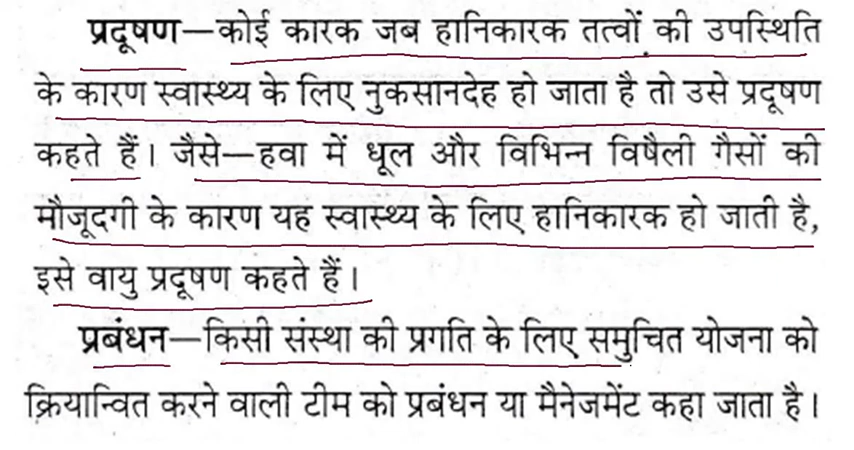 प्रदूषण—कोई कारक जब हानिकारक तत्वों की उपस्थिति
के कारण स्वास्थ्य के लिए नुकसानदेह हो जाता है तो उसे प्रदूषण
कहते हैं। जैसे—हवा में धूल और विभिन्न विषैली गैसों की
मौजूदगी के कारण यह स्वास्थ्य के लिए हानिकारक हो जाती है,
इसे वायु प्रदूषण कहते हैं।
प्रबंधन—किसी संस्था की प्रगति के लिए समुचित योजना को
क्रियान्वित करने वाली टीम को प्रबंधन या मैनेजमेंट कहा जाता है।